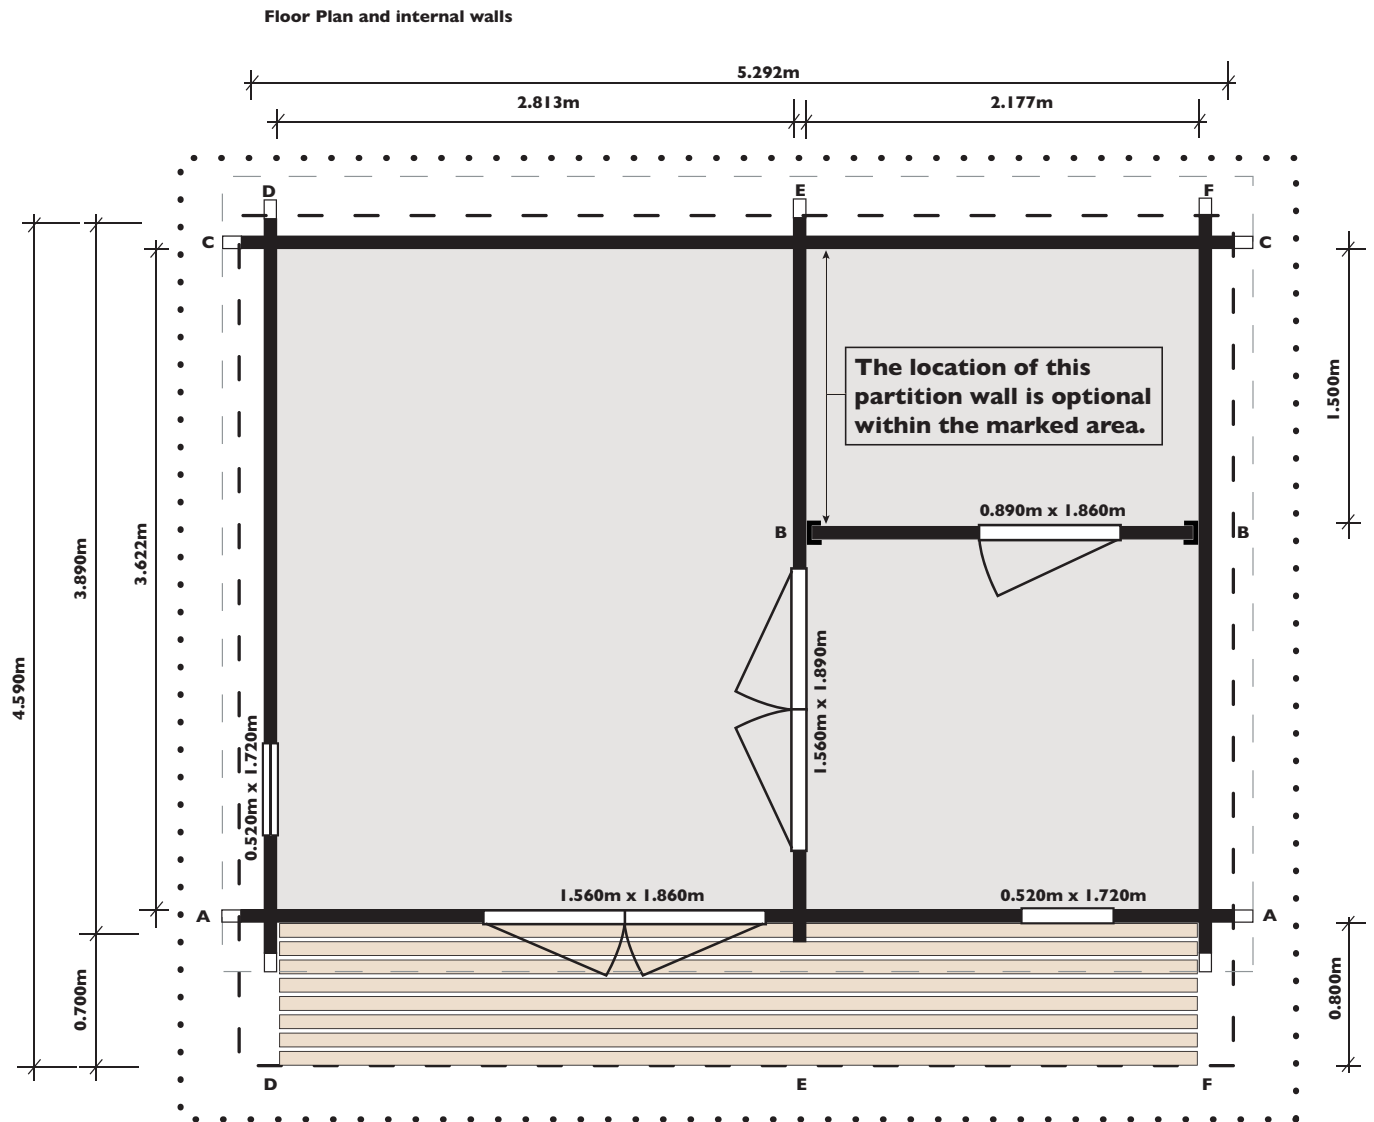 Floor Plan and internal walls
5.292m
2.813m
2.177m
D
E
F
C
C
The location of this
partition wall is optional
within the marked area.
1.500m
0.890m x 1.860m
B
B
3.622m
3.890m
4.590m
1.560m x 1.890m
0.520m x 1.720m
1.560m x 1.860m
0.520m x 1.720m
A
A
0.700m
0.800m
D
E
F